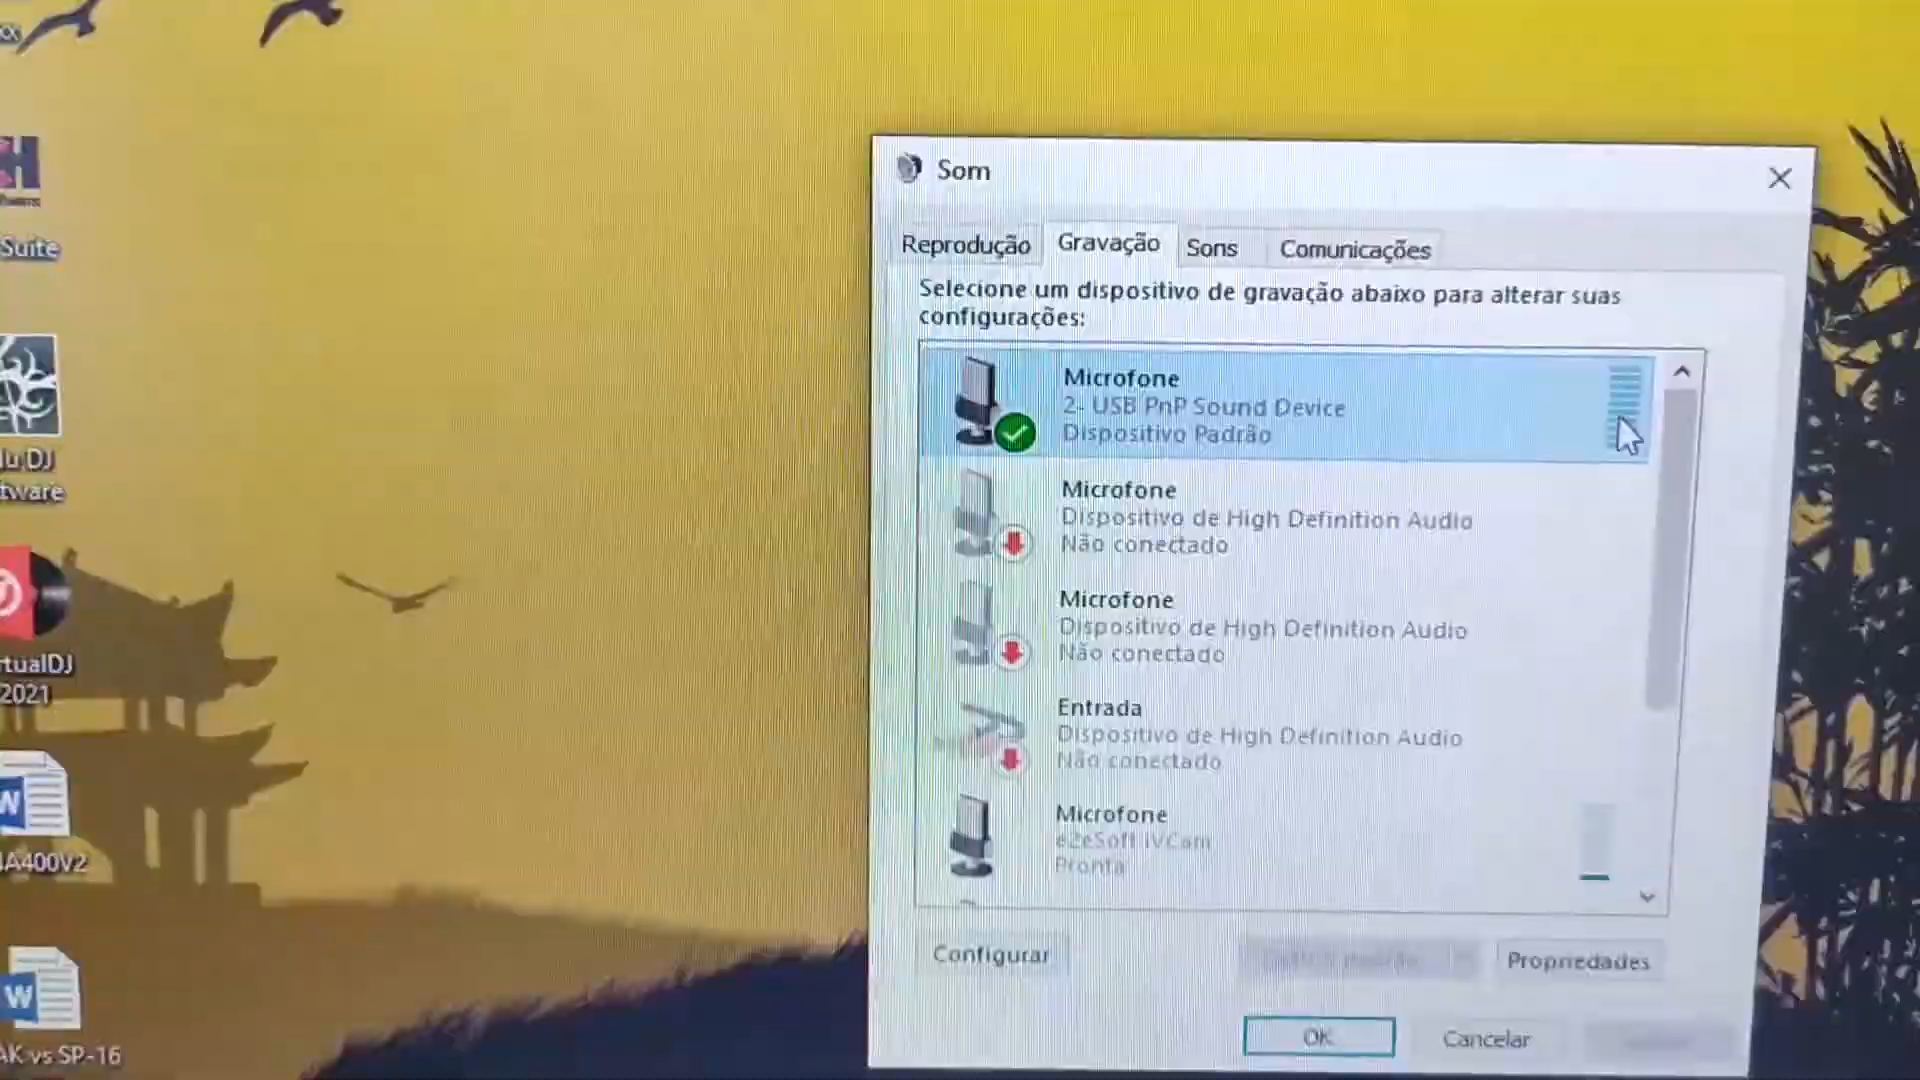 xx
Suite
lu DJ
tware
rtualDJ
2021
W
IA400V2
W
AK vs SP-16
Som
Reprodução
Gravação
Sons
Comunicações
Selecione um dispositivo de gravação abaixo para alterar suas
configurações:
Microfone
2- USB PnP Sound Device
Dispositivo Padrão
Microfone
Dispositivo de High Definition Audio
Não conectado
Microfone
Dispositivo de High Definition Audio
Não conectado
Entrada
Dispositivo de High Definition Audio
Não conectado
Microfone
e2eSoft iVCam
Pronta
Configurar
Propriedades
OK
Cancelar